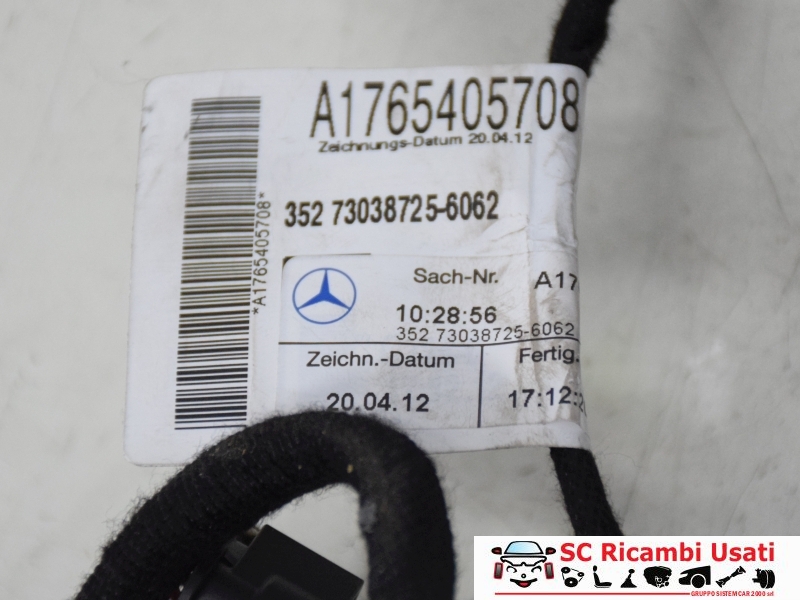 A1765405708
Zeichnungs-Datum 20.04.12
*A1765405708*
352 73038725-6062
Sach-Nr. A17
10:28:56
352 73038725-6062
Zeichn.-Datum Fertig.
20.04.12 17:12:2
SC Ricambi Usati
GRUPPO SISTEMCAR 2000 srl